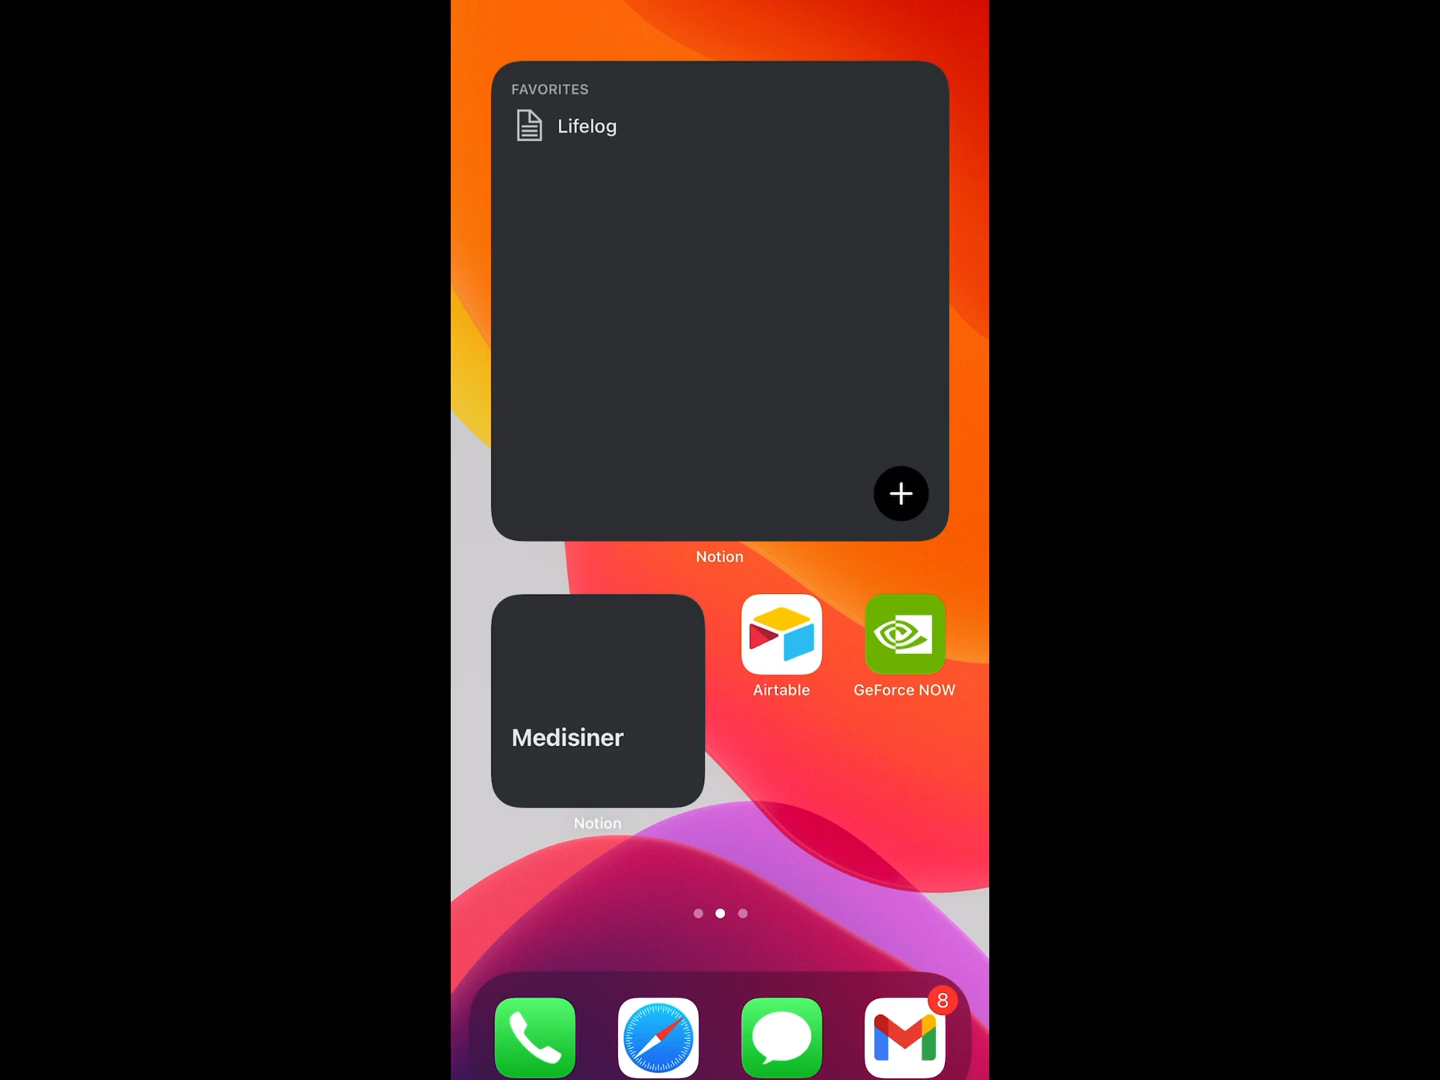 FAVORITES
Lifelog
Notion
Medisiner
Notion
Airtable
GeForce NOW
8